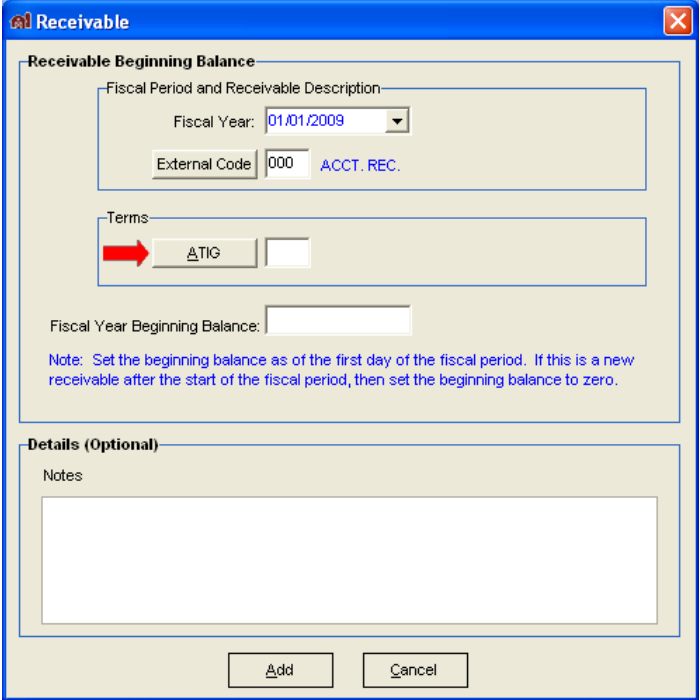 Receivable
Receivable Beginning Balance
Fiscal Period and Receivable Description
Fiscal Year: 01/01/2009
External Code 000 ACCT. REC.
Terms
ATIG
Fiscal Year Beginning Balance:
Note: Set the beginning balance as of the first day of the fiscal period. If this is a new
receivable after the start of the fiscal period, then set the beginning balance to zero.
Details (Optional)
Notes
Add Cancel